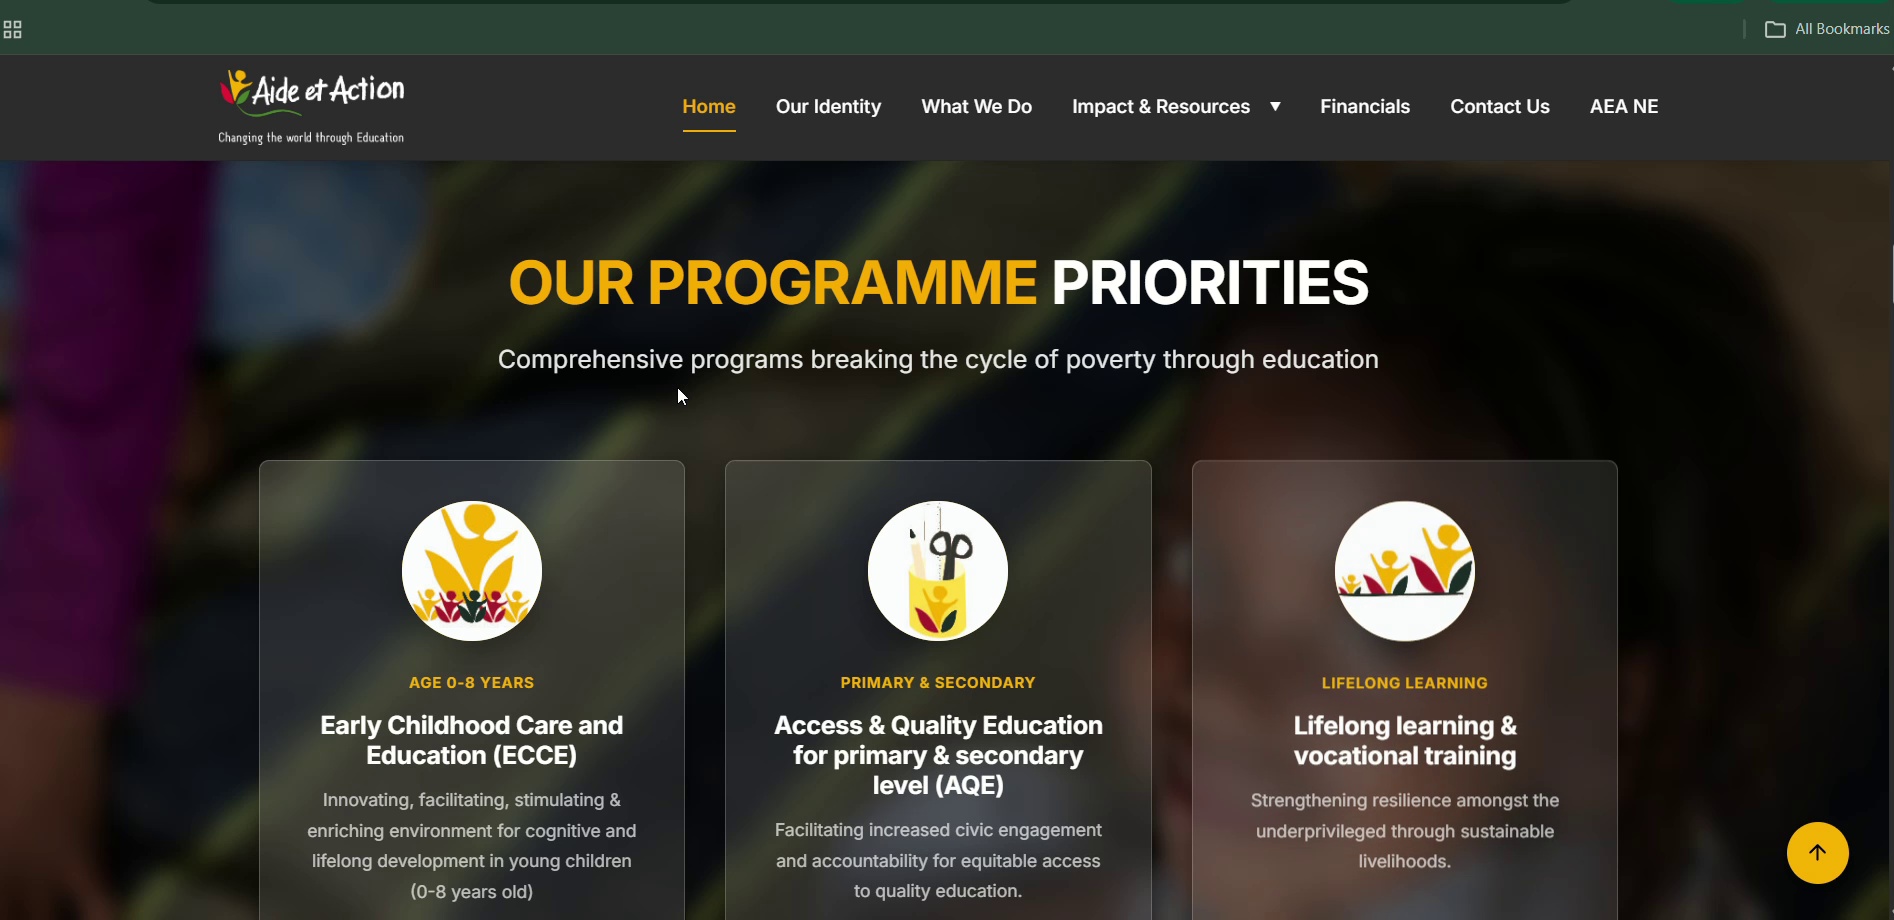 All Bookmarks
Aide et Action
Changing the world through Education
Home
Our Identity
What We Do
Impact & Resources ▼
Financials
Contact Us
AEA NE
OUR PROGRAMME PRIORITIES
Comprehensive programs breaking the cycle of poverty through education
AGE 0-8 YEARS
Early Childhood Care and
Education (ECCE)
Innovating, facilitating, stimulating &
enriching environment for cognitive and
lifelong development in young children
(0-8 years old)
PRIMARY & SECONDARY
Access & Quality Education
for primary & secondary
level (AQE)
Facilitating increased civic engagement
and accountability for equitable access
to quality education.
LIFELONG LEARNING
Lifelong learning &
vocational training
Strengthening resilience amongst the
underprivileged through sustainable
livelihoods.